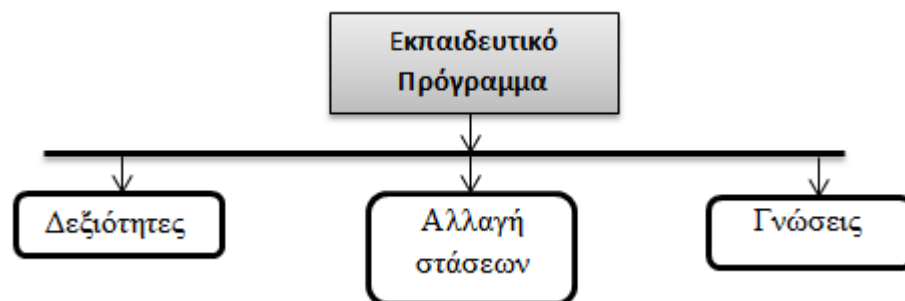 Εκπαιδευτικό
Πρόγραμμα
Δεξιότητες
Αλλαγή
στάσεων
Γνώσεις